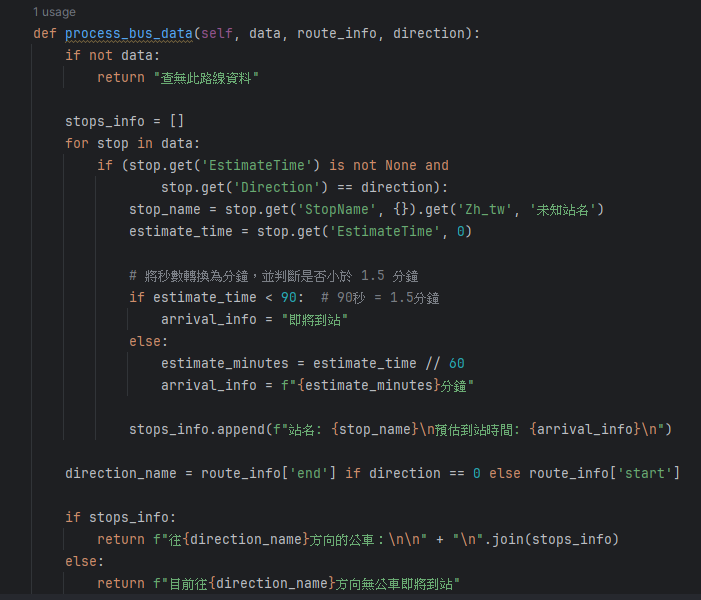 1 usage
def process_bus_data(self, data, route_info, direction):
    if not data:
        return "查無此路線資料"
    stops_info = []
    for stop in data:
        if (stop.get('EstimateTime') is not None and
                stop.get('Direction') == direction):
            stop_name = stop.get('StopName', {}).get('Zh_tw', '未知站名')
            estimate_time = stop.get('EstimateTime', 0)
            # 將秒數轉換為分鐘，並判斷是否小於 1.5 分鐘
            if estimate_time < 90:  # 90秒 = 1.5分鐘
                arrival_info = "即將到站"
            else:
                estimate_minutes = estimate_time // 60
                arrival_info = f"{estimate_minutes}分鐘"
            stops_info.append(f"站名: {stop_name}\n預估到站時間: {arrival_info}\n")
    direction_name = route_info['end'] if direction == 0 else route_info['start']
    if stops_info:
        return f"往{direction_name}方向的公車：\n\n" + "\n".join(stops_info)
    else:
        return f"目前往{direction_name}方向無公車即將到站"